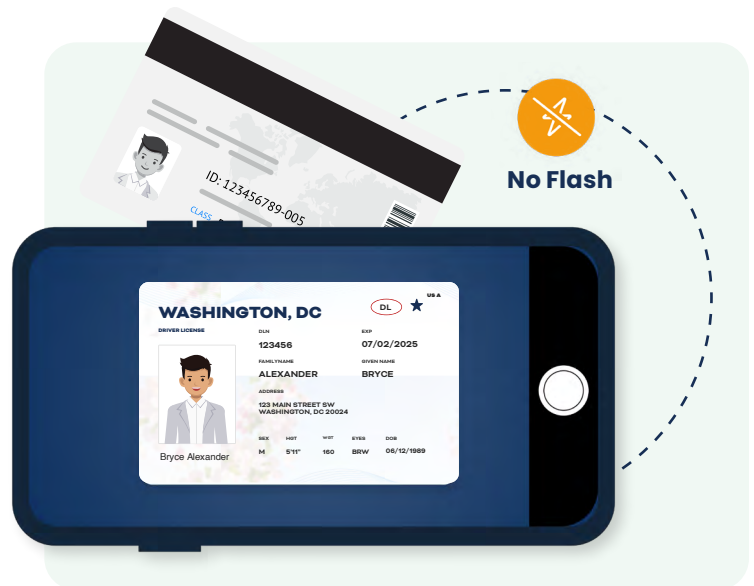 No Flash
ID: 123456789-005
CLASS
USA
WASHINGTON, DC
DL
DRIVER LICENSE
DLN
EXP
123456
07/02/2025
FAMILYNAME
GIVEN NAME
ALEXANDER
BRYCE
ADDRESS
123 MAIN STREET SW
WASHINGTON, DC 20024
SEX HGT WGT EYES DOB
M 5'11" 160 BRW 06/12/1989
Bryce Alexander